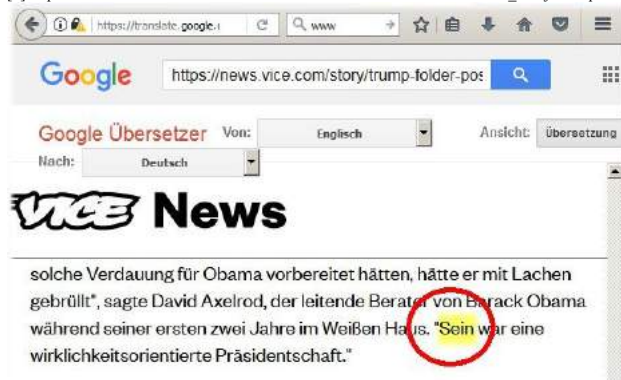 https://translate.google.
www
Google
https://news.vice.com/story/trump-folder-pos
Google Übersetzer Von: Englisch Ansicht: Übersetzung
Nach: Deutsch
VICE News
solche Verdauung für Obama vorbereitet hätten, hätte er mit Lachen
gebrüllt", sagte David Axelrod, der leitende Berater von Barack Obama
während seiner ersten zwei Jahre im Weißen Haus. "Sein war eine
wirklichkeitsorientierte Präsidentschaft."